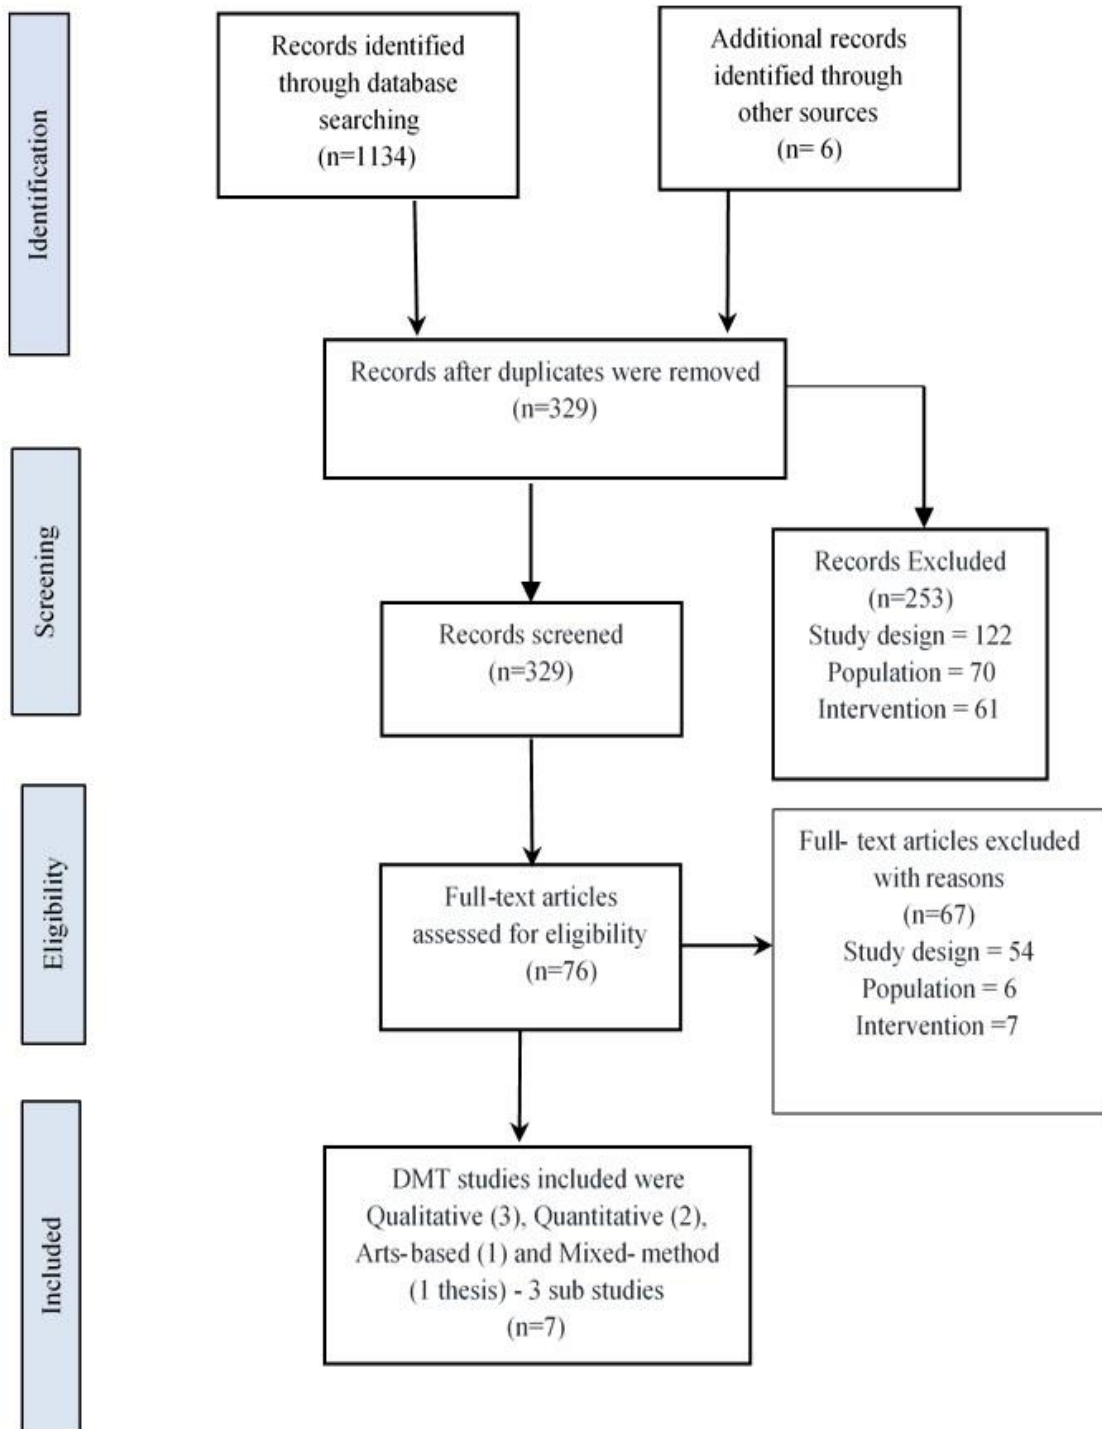 Identification
Records identified
through database
searching
(n=1134)
Additional records
identified through
other sources
(n= 6)
Records after duplicates were removed
(n=329)
Screening
Records screened
(n=329)
Records Excluded
(n=253)
Study design = 122
Population = 70
Intervention = 61
Eligibility
Full-text articles
assessed for eligibility
(n=76)
Full- text articles excluded
with reasons
(n=67)
Study design = 54
Population = 6
Intervention =7
Included
DMT studies included were
Qualitative (3), Quantitative (2),
Arts-based (1) and Mixed- method
(1 thesis) - 3 sub studies
(n=7)